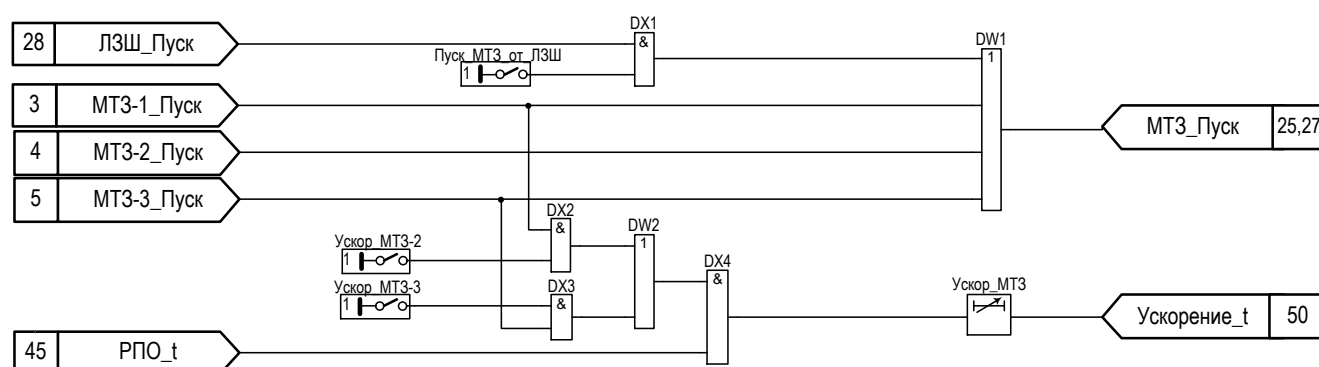 DX1
28 ЛЗШ_Пуск
&
DW1
Пуск_МТЗ_от_ЛЗШ
1
1
3 МТЗ-1_Пуск
МТЗ_Пуск 25,27
4 МТЗ-2_Пуск
5 МТЗ-3_Пуск
DX2
&
DW2
Ускор_МТЗ-2
1
1
DX4
&
Ускор_МТЗ-3
1
DX3
&
Ускор_МТЗ
Ускорение_t 50
45 РПО_t